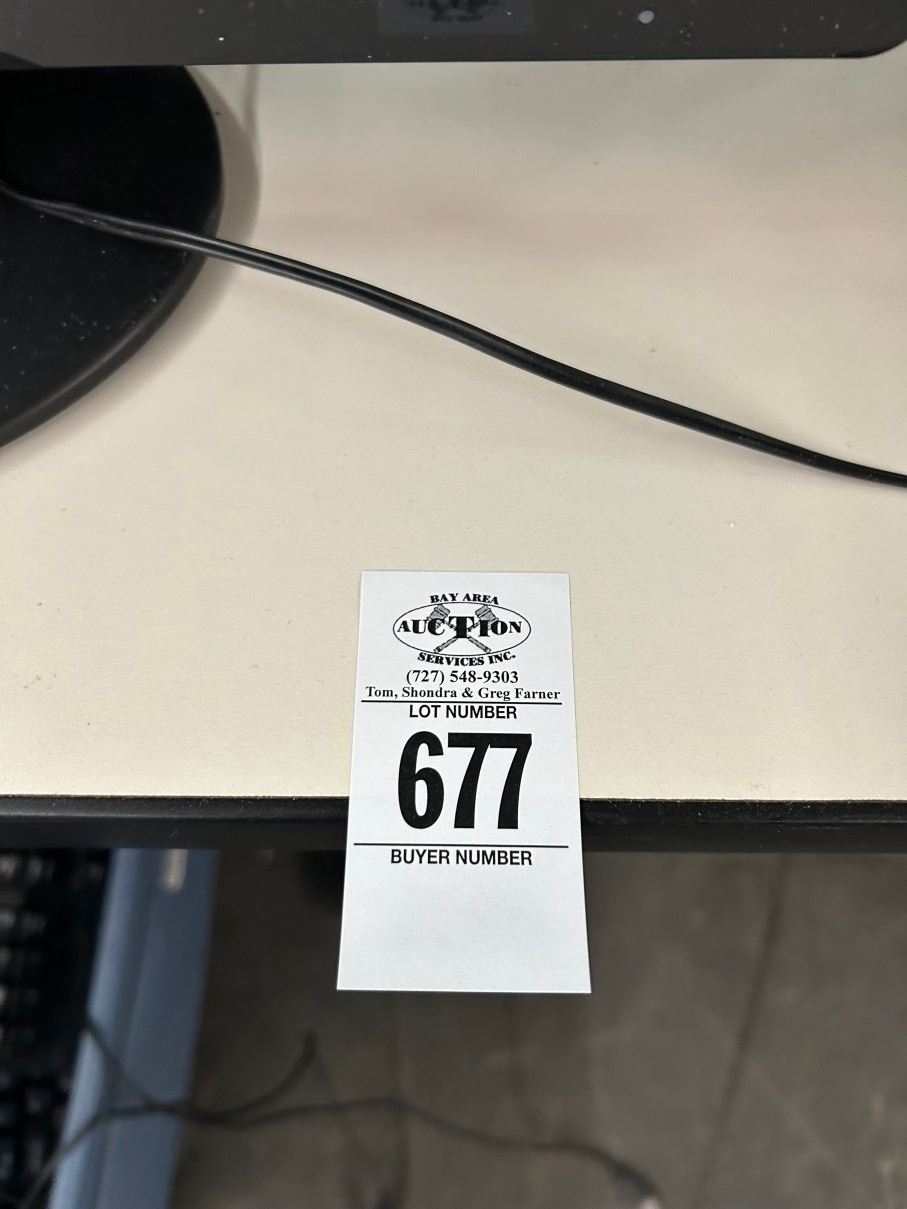 BAY AREA
AUCTION
SERVICES INC.
(727) 548-9303
Tom, Shondra & Greg Farner
LOT NUMBER
677
BUYER NUMBER